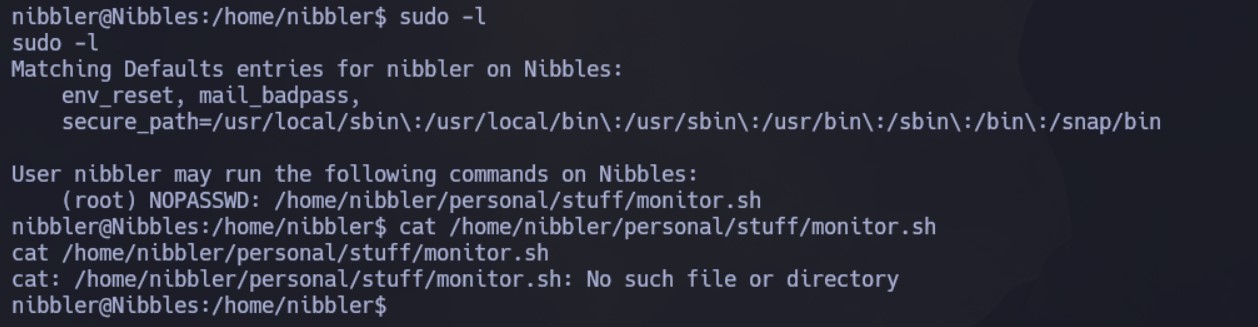 nibbler@Nibbles:/home/nibbler$ sudo -l
sudo -l
Matching Defaults entries for nibbler on Nibbles:
    env_reset, mail_badpass,
    secure_path=/usr/local/sbin\:/usr/local/bin\:/usr/sbin\:/usr/bin\:/sbin\:/bin\:/snap/bin

User nibbler may run the following commands on Nibbles:
    (root) NOPASSWD: /home/nibbler/personal/stuff/monitor.sh
nibbler@Nibbles:/home/nibbler$ cat /home/nibbler/personal/stuff/monitor.sh
cat /home/nibbler/personal/stuff/monitor.sh
cat: /home/nibbler/personal/stuff/monitor.sh: No such file or directory
nibbler@Nibbles:/home/nibbler$